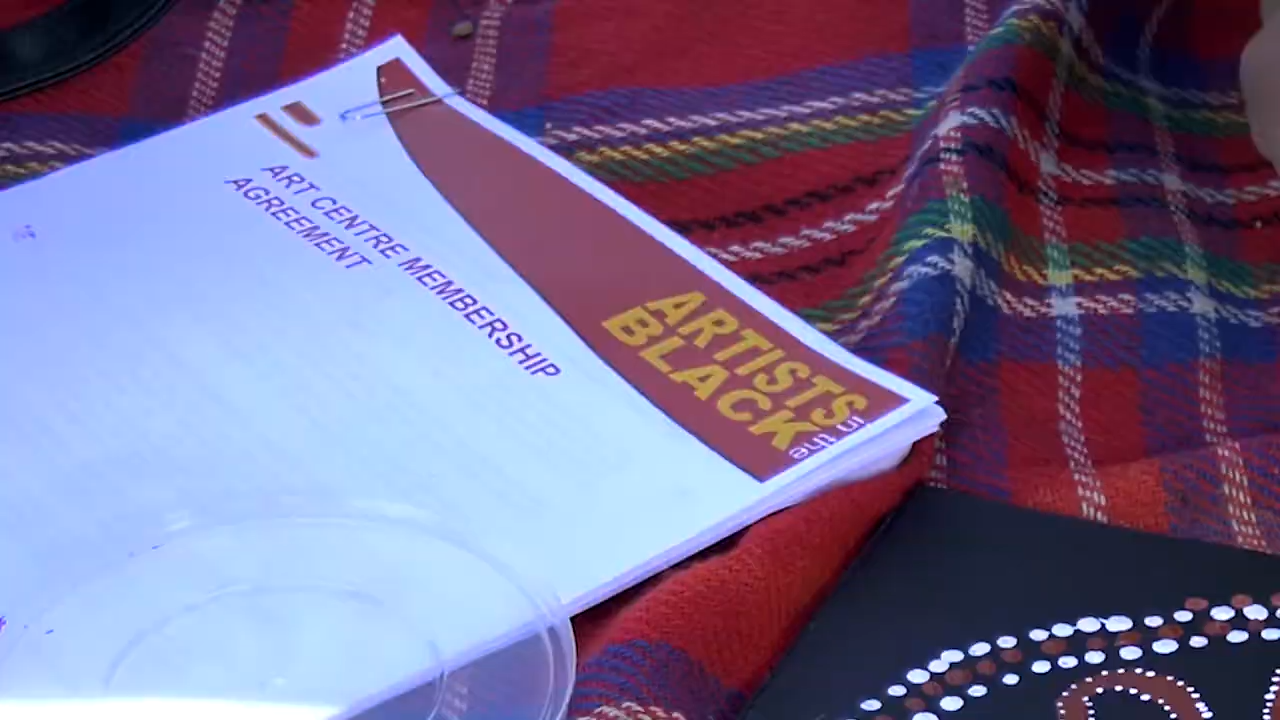 ARTISTS
in the
BLACK
ART CENTRE MEMBERSHIP
AGREEMENT